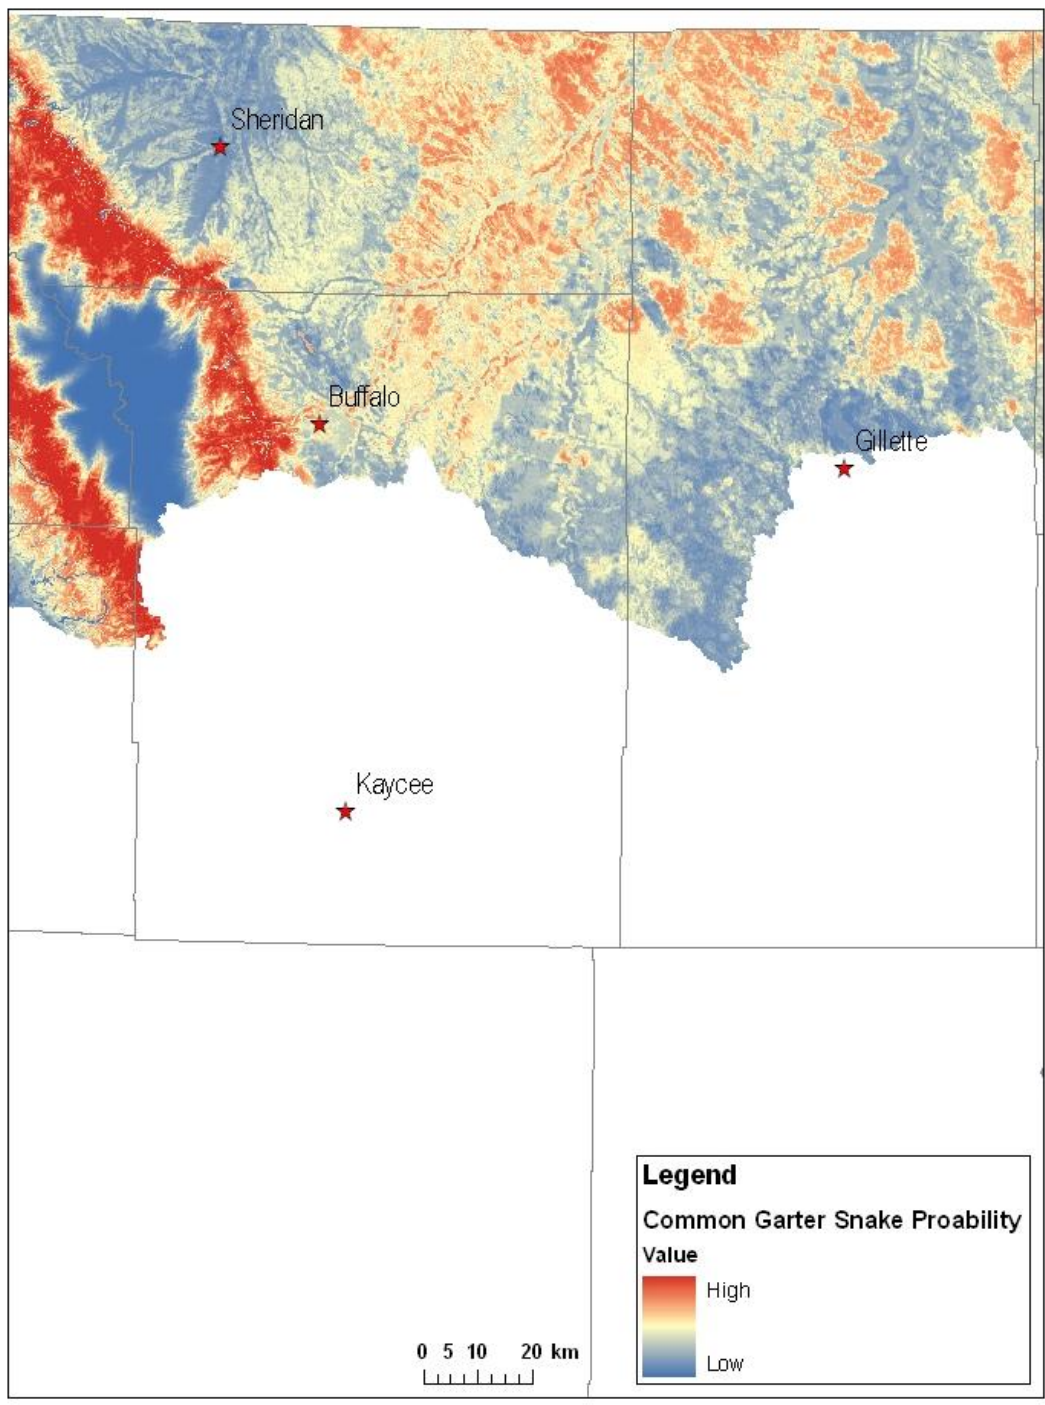 Sheridan
Buffalo
Gillette
Kaycee
Legend
Common Garter Snake Proability
Value
High
Low
0 5 10 20 km